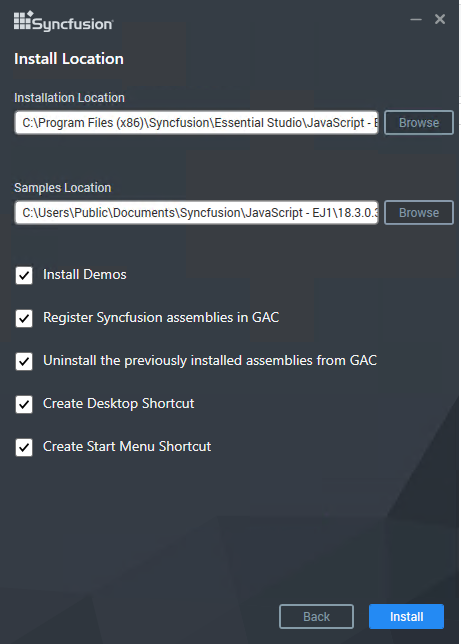 Syncfusion
Install Location
Installation Location
C:\Program Files (x86)\Syncfusion\Essential Studio\JavaScript - E
Browse
Samples Location
C:\Users\Public\Documents\Syncfusion\JavaScript - EJ1\18.3.0.3
Browse
Install Demos
Register Syncfusion assemblies in GAC
Uninstall the previously installed assemblies from GAC
Create Desktop Shortcut
Create Start Menu Shortcut
Back
Install